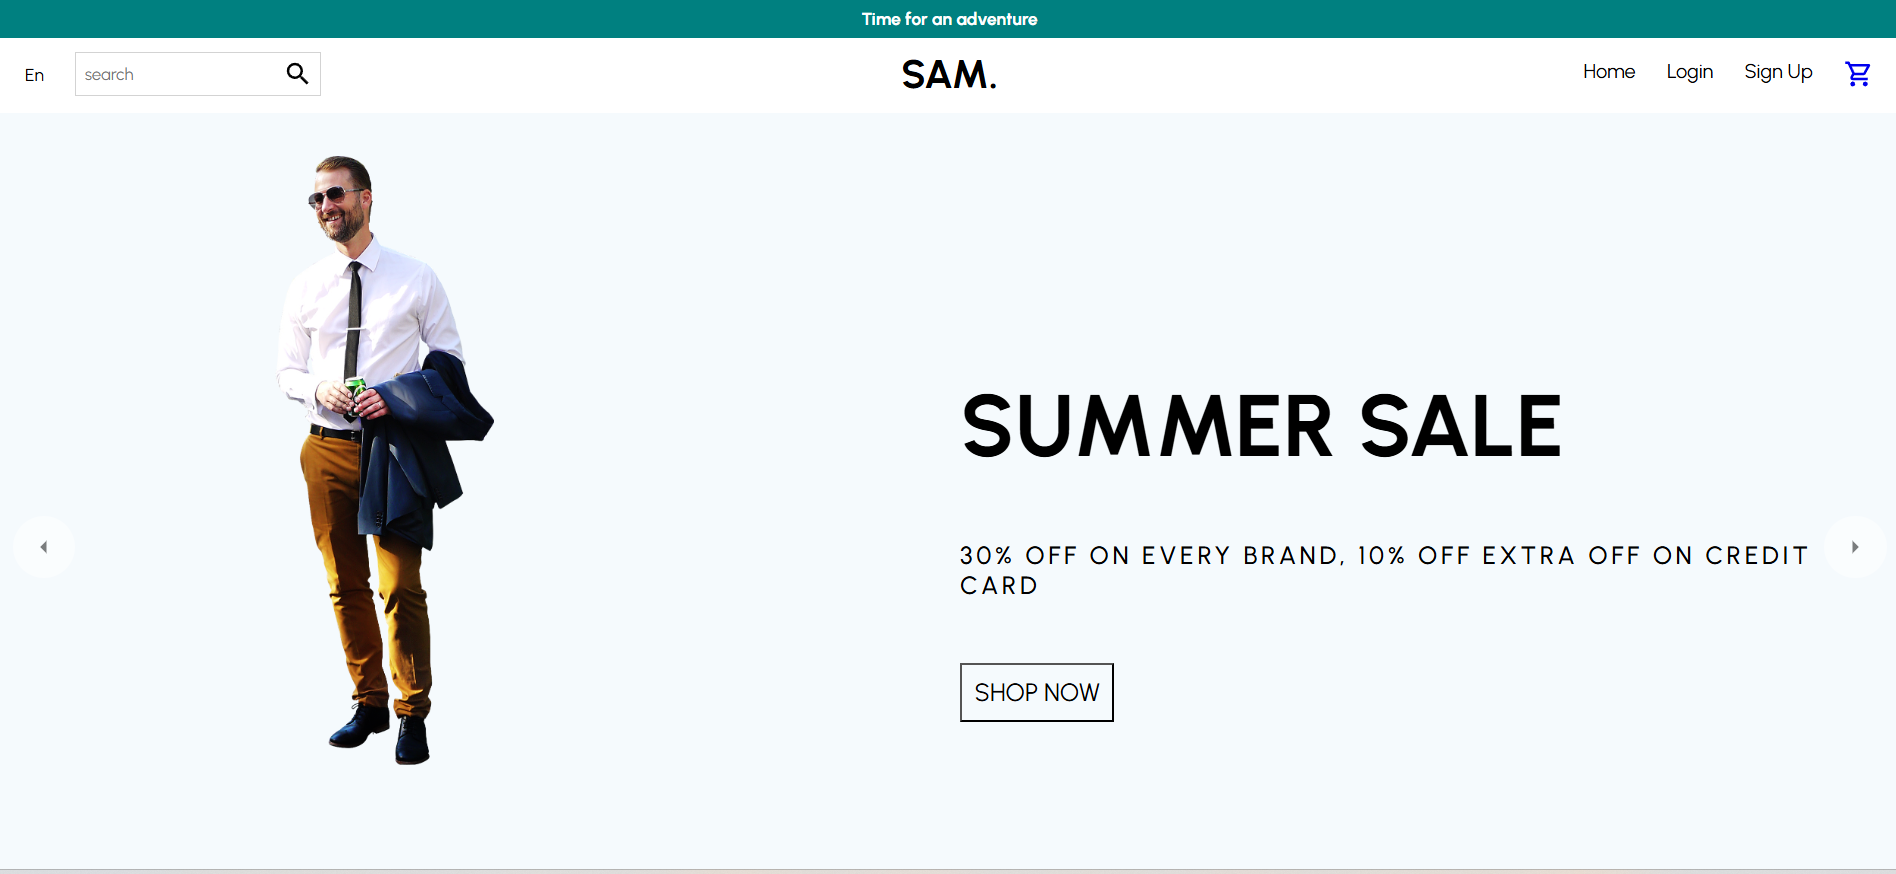 Time for an adventure
En
search
SAM.
Home
Login
Sign Up
SUMMER SALE
30% OFF ON EVERY BRAND, 10% OFF EXTRA OFF ON CREDIT
CARD
SHOP NOW